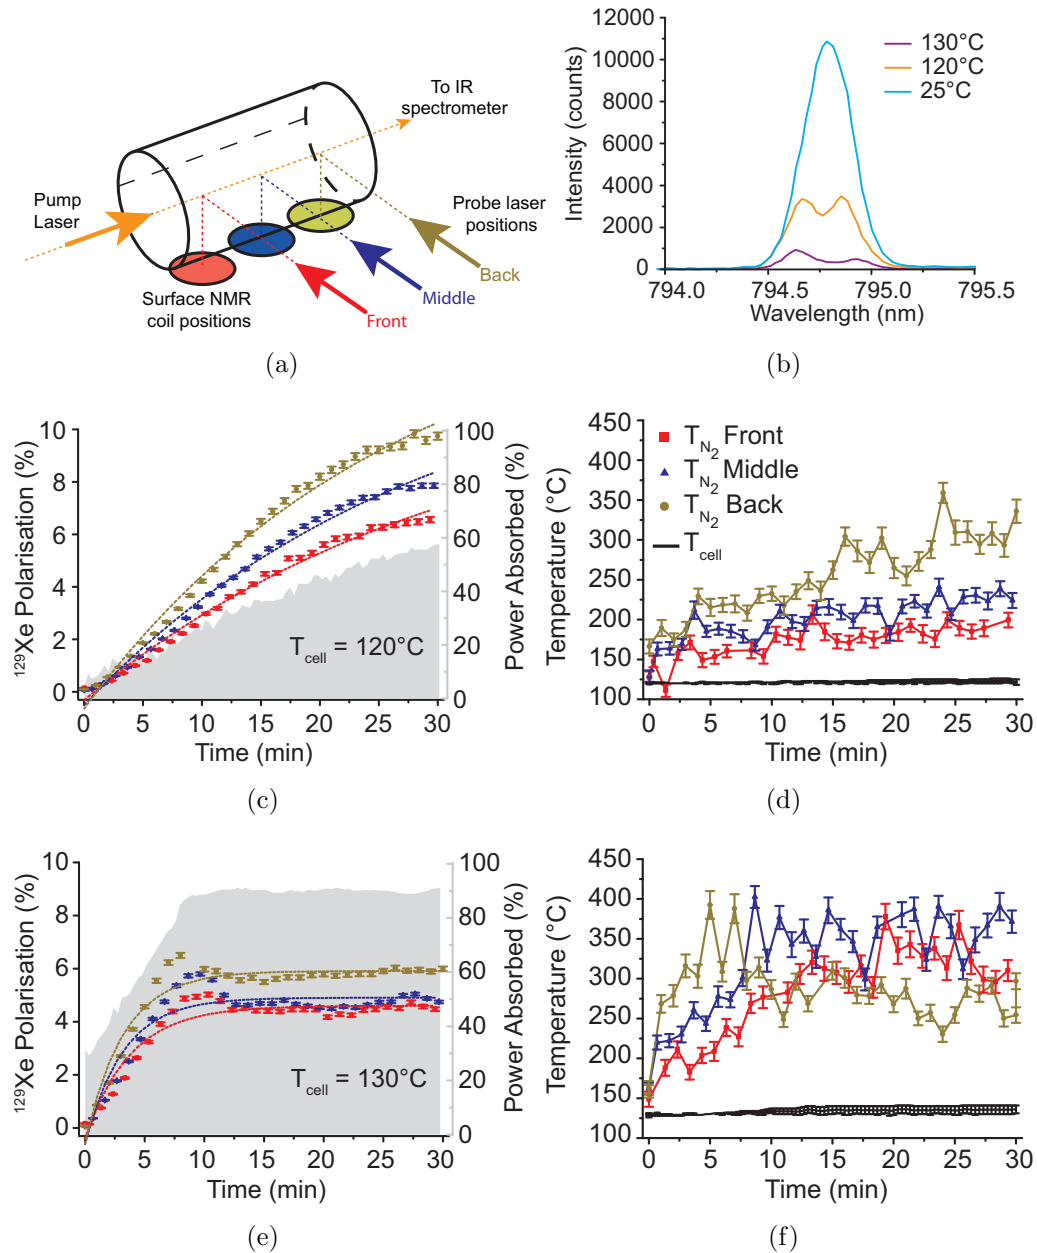 To IR
spectrometer
Pump
Laser
Probe laser
positions
Back
Middle
Front
Surface NMR
coil positions
(a)
Intensity (counts)
12000
10000
8000
6000
4000
2000
0
130°C
120°C
25°C
794.0
794.5
795.0
795.5
Wavelength (nm)
(b)
129Xe Polarisation (%)
10
8
6
4
2
0
Tcell = 120°C
100
80
60
40
20
0
Power Absorbed (%)
0
5
10
15
20
25
30
Time (min)
(c)
Temperature (°C)
450
400
350
300
250
200
150
100
TN2 Front
TN2 Middle
TN2 Back
Tcell
0
5
10
15
20
25
30
Time (min)
(d)
129Xe Polarisation (%)
10
8
6
4
2
0
Tcell = 130°C
100
80
60
40
20
0
Power Absorbed (%)
0
5
10
15
20
25
30
Time (min)
(e)
Temperature (°C)
450
400
350
300
250
200
150
100
0
5
10
15
20
25
30
Time (min)
(f)